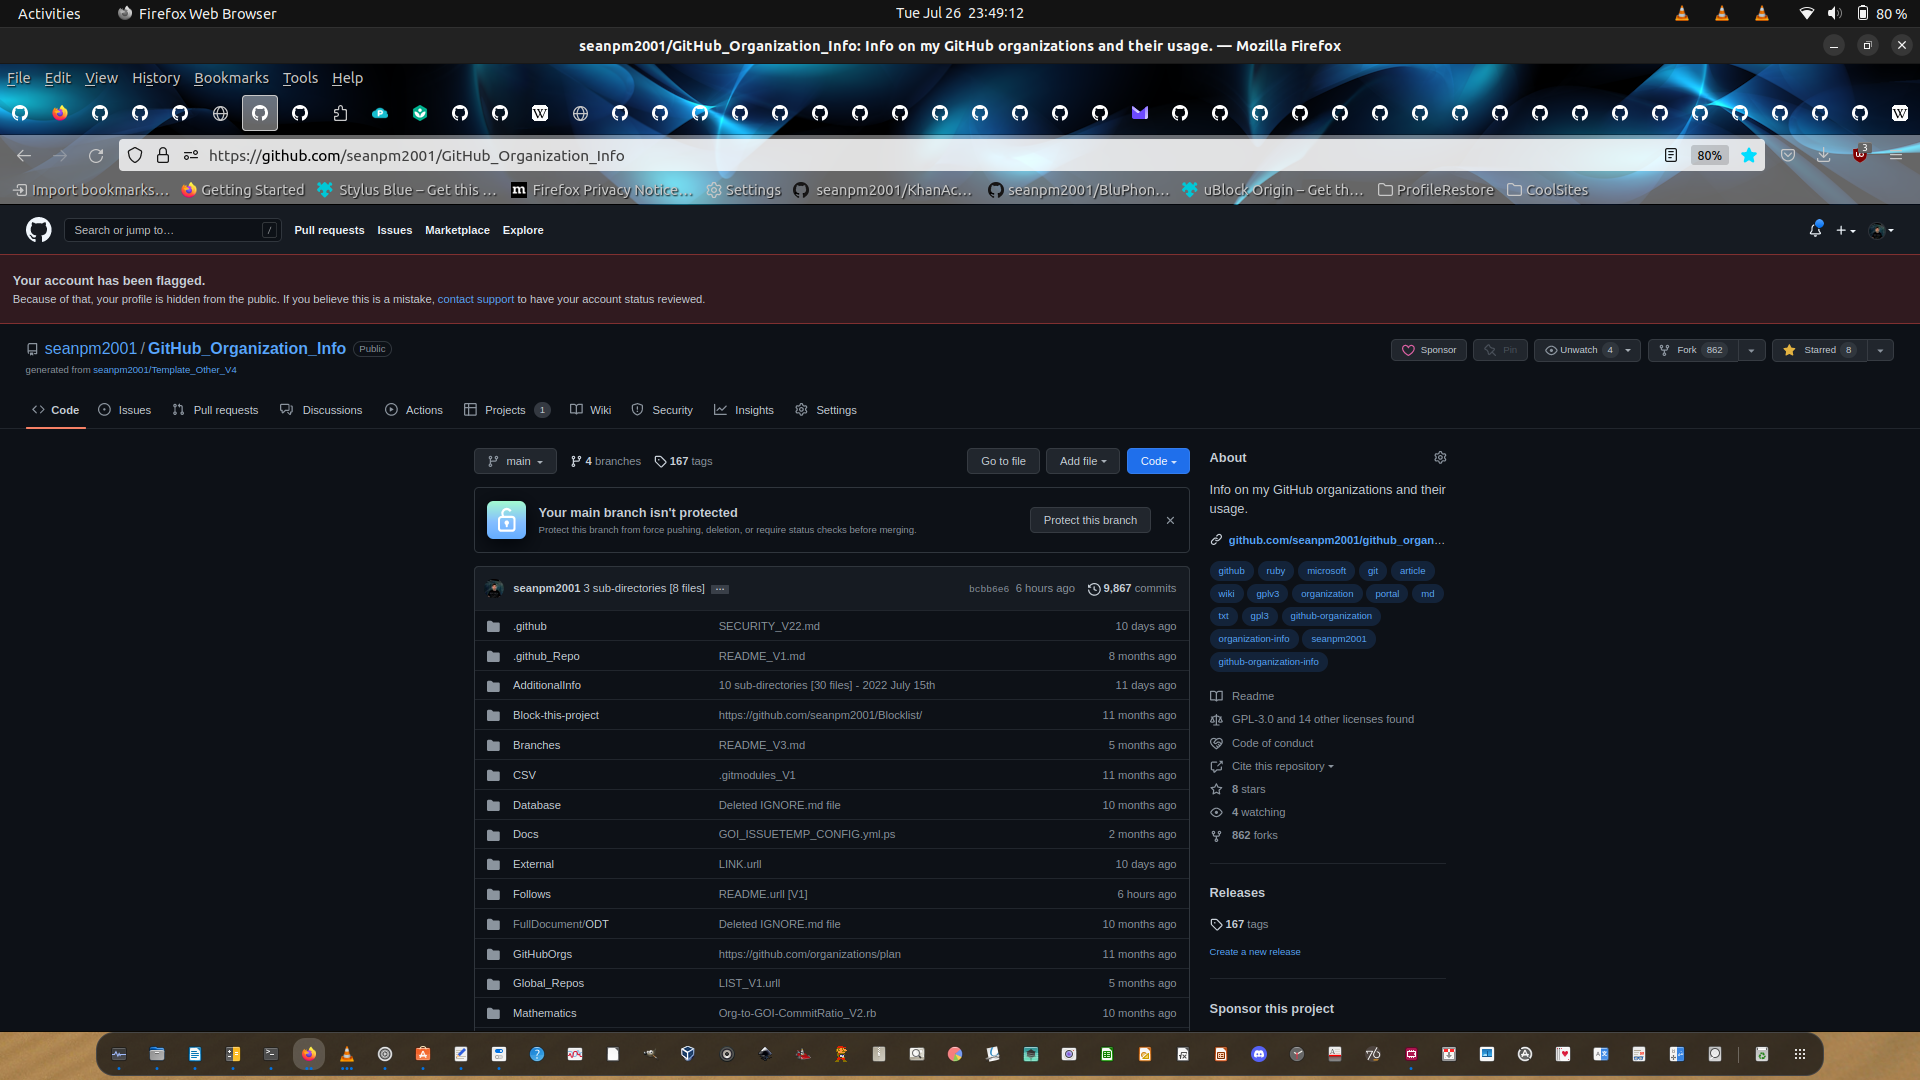 Activities
Firefox Web Browser
Tue Jul 26 23:49:12
80 %
seanpm2001/GitHub_Organization_Info: Info on my GitHub organizations and their usage. — Mozilla Firefox
File Edit View History Bookmarks Tools Help
https://github.com/seanpm2001/GitHub_Organization_Info
80%
3
Import bookmarks… Getting Started Stylus Blue – Get this … Firefox Privacy Notice… Settings seanpm2001/KhanAc… seanpm2001/BluPhon… uBlock Origin – Get th… ProfileRestore CoolSites
Search or jump to… /
Pull requests Issues Marketplace Explore
Your account has been flagged.
Because of that, your profile is hidden from the public. If you believe this is a mistake, contact support to have your account status reviewed.
seanpm2001 / GitHub_Organization_Info Public
Sponsor Pin Unwatch 4 Fork 862 Starred 8
generated from seanpm2001/Template_Other_V4
Code Issues Pull requests Discussions Actions Projects 1 Wiki Security Insights Settings
main 4 branches 167 tags
Go to file Add file Code
Your main branch isn't protected
Protect this branch from force pushing, deletion, or require status checks before merging.
Protect this branch
seanpm2001 3 sub-directories [8 files] … bcbb6e6 6 hours ago 9,867 commits
.github SECURITY_V22.md 10 days ago
.github_Repo README_V1.md 8 months ago
AdditionalInfo 10 sub-directories [30 files] - 2022 July 15th 11 days ago
Block-this-project https://github.com/seanpm2001/Blocklist/ 11 months ago
Branches README_V3.md 5 months ago
CSV .gitmodules_V1 11 months ago
Database Deleted IGNORE.md file 10 months ago
Docs GOI_ISSUETEMP_CONFIG.yml.ps 2 months ago
External LINK.urll 10 days ago
Follows README.urll [V1] 6 hours ago
FullDocument/ODT Deleted IGNORE.md file 10 months ago
GitHubOrgs https://github.com/organizations/plan 11 months ago
Global_Repos LIST_V1.urll 5 months ago
Mathematics Org-to-GOI-CommitRatio_V2.rb 10 months ago
About
Info on my GitHub organizations and their
usage.
github.com/seanpm2001/github_organ…
github ruby microsoft git article
wiki gplv3 organization portal md
txt gpl3 github-organization
organization-info seanpm2001
github-organization-info
Readme
GPL-3.0 and 14 other licenses found
Code of conduct
Cite this repository
8 stars
4 watching
862 forks
Releases
167 tags
Create a new release
Sponsor this project